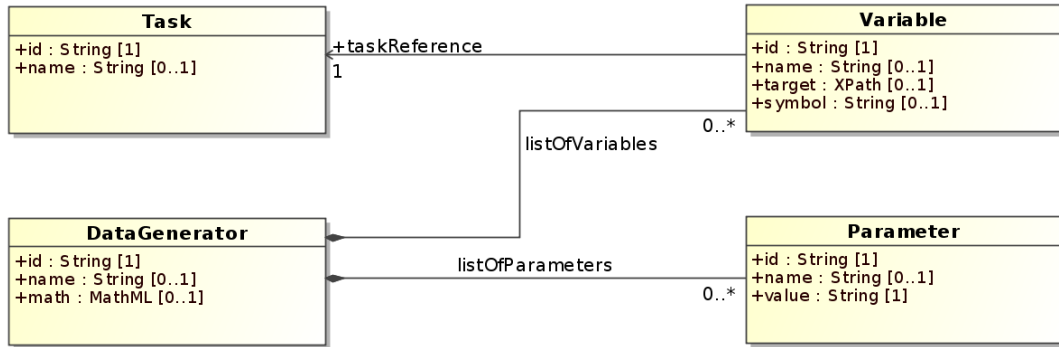 Task
+id : String [1]
+name : String [0..1]
+taskReference
1
Variable
+id : String [1]
+name : String [0..1]
+target : XPath [0..1]
+symbol : String [0..1]
0..*
listOfVariables
DataGenerator
+id : String [1]
+name : String [0..1]
+math : MathML [0..1]
listOfParameters
0..*
Parameter
+id : String [1]
+name : String [0..1]
+value : String [1]